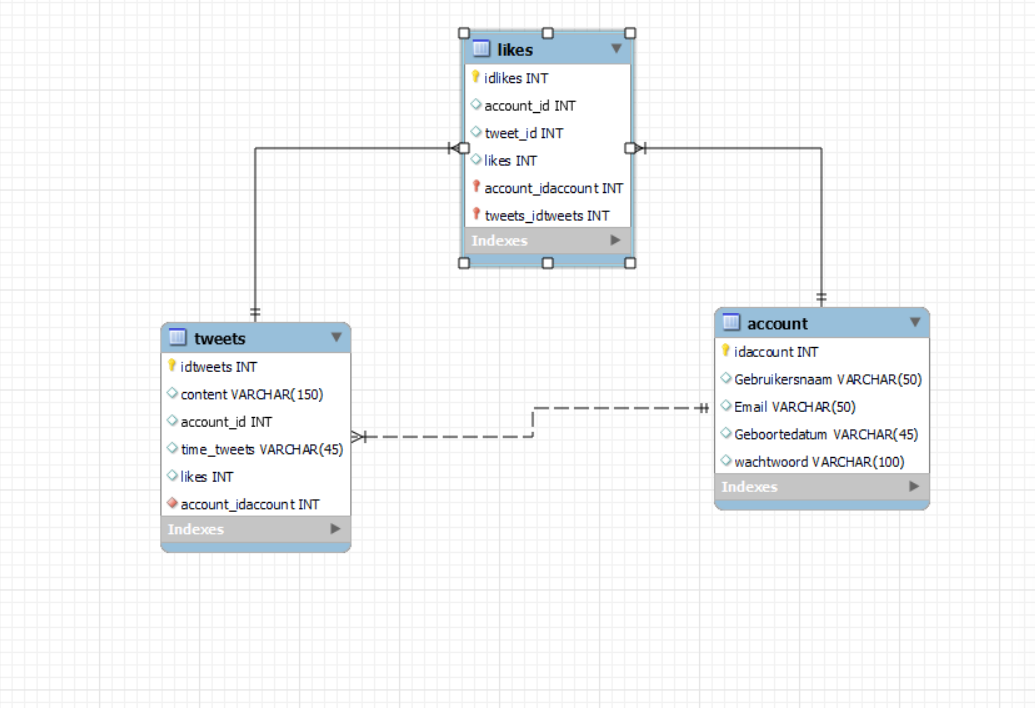 likes
idlikes INT
account_id INT
tweet_id INT
likes INT
account_idaccount INT
tweets_idtweets INT
Indexes
tweets
idtweets INT
content VARCHAR(150)
account_id INT
time_tweets VARCHAR(45)
likes INT
account_idaccount INT
Indexes
account
idaccount INT
Gebruikersnaam VARCHAR(50)
Email VARCHAR(50)
Geboortedatum VARCHAR(45)
wachtwoord VARCHAR(100)
Indexes